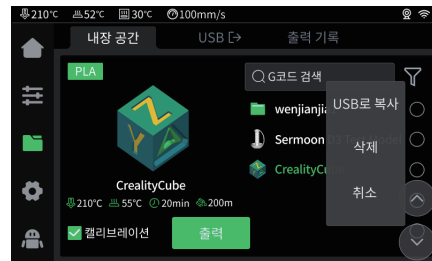 210℃ 52℃ 30℃ 100mm/s
내장 공간 USB 출력 기록
PLA
G코드 검색
wenjianjia
USB로 복사
Sermoon
삭제
CrealityCu
취소
CrealityCube
210℃ 55℃ 20min 200m
캘리브레이션
출력